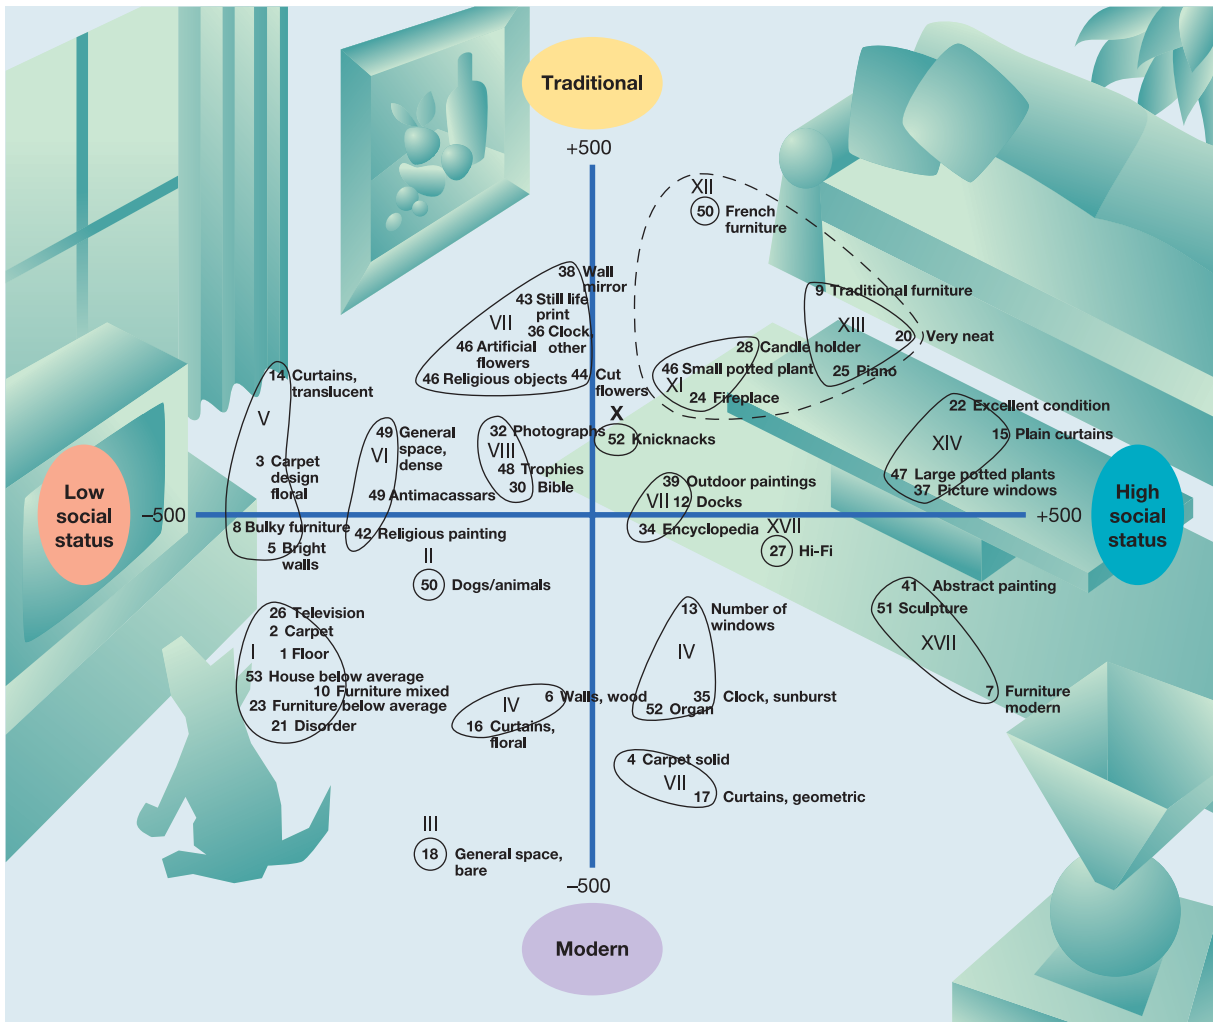 Traditional
+500
XII
50 French
furniture
38 Wall
mirror
43 Still life
print
VII
36 Clock,
other
46 Artificial
flowers
46 Religious objects
44 Cut
flowers
9 Traditional furniture
XIII
20 Very neat
25 Piano
28 Candle holder
46 Small potted plant
XI
24 Fireplace
14 Curtains,
translucent
V
3 Carpet
design
floral
8 Bulky furniture
5 Bright
walls
49 General
space,
dense
VI
49 Antimacassars
42 Religious painting
32 Photographs
VIII
48 Trophies
30 Bible
X
52 Knicknacks
39 Outdoor paintings
VII
12 Docks
34 Encyclopedia
XVII
27 Hi-Fi
22 Excellent condition
15 Plain curtains
XIV
47 Large potted plants
37 Picture windows
Low
social
status
–500
+500
High
social
status
II
50 Dogs/animals
26 Television
2 Carpet
I
1 Floor
53 House below average
10 Furniture mixed
23 Furniture below average
21 Disorder
IV
6 Walls, wood
16 Curtains,
floral
13 Number of
windows
IV
35 Clock, sunburst
52 Organ
41 Abstract painting
51 Sculpture
XVII
7 Furniture
modern
4 Carpet solid
VII
17 Curtains, geometric
III
18 General space,
bare
–500
Modern